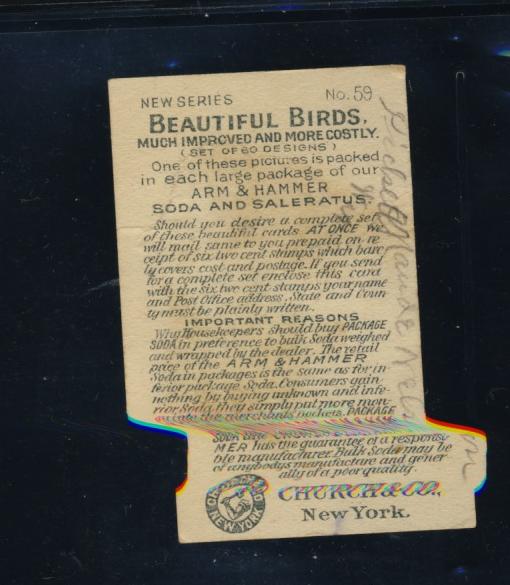 NEW SERIES No. 59
BEAUTIFUL BIRDS,
MUCH IMPROVED AND MORE COSTLY.
(SET OF 60 DESIGNS)
One of these pictures is packed
in each large package of our
ARM & HAMMER
SODA AND SALERATUS.
Should you desire a complete set
of these beautiful cards AT ONCE we
will mail same to you prepaid on re-
ceipt of six two cent stamps which bare
ly covers cost and postage. If you send
for a complete set enclose this card
with the six two cent stamps your name
and Post Office address. State and Coun
ty must be plainly written.
IMPORTANT REASONS
Why Housekeepers should buy PACKAGE
SODA in preference to bulk Soda weighed
and wrapped by the dealer. The retail
price of the ARM & HAMMER
Soda in packages is the same as for in-
ferior package Soda. Consumers gain
nothing by buying unknown and infe-
rior Soda they simply put more mon-
the merchants pockets. PACKAGE
MER has the guarantee of a responsi-
ble manufacturer. Bulk Soda may be
of anybodys manufacture and gener
ally of a poor quality.
CHURCH & CO.,
New York.
CHURCH & CO
NEW YORK
Maude